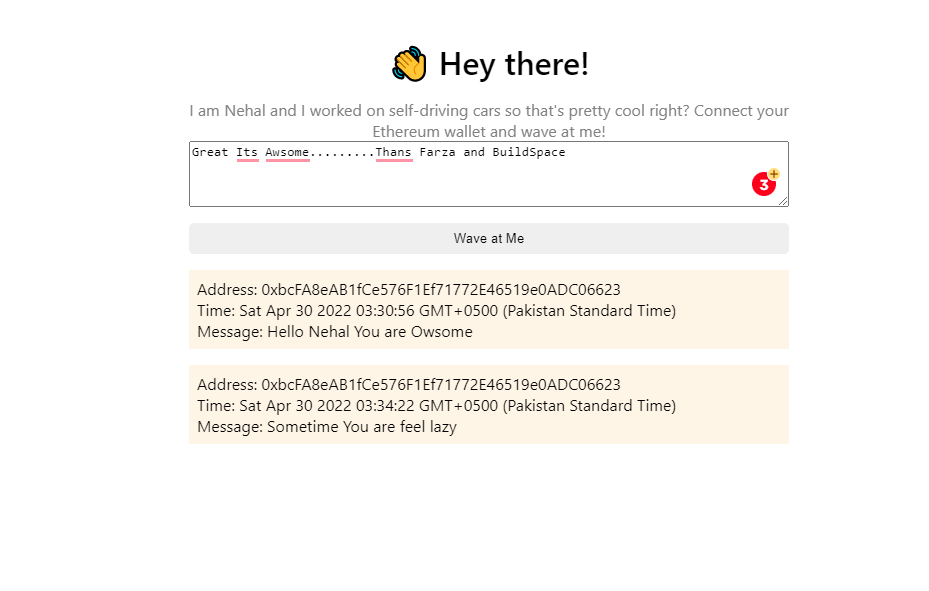 👋 Hey there!
I am Nehal and I worked on self-driving cars so that's pretty cool right? Connect your
Ethereum wallet and wave at me!
Great Its Awsome.........Thans Farza and BuildSpace
3
+
Wave at Me
Address: 0xbcFA8eAB1fCe576F1Ef71772E46519e0ADC06623
Time: Sat Apr 30 2022 03:30:56 GMT+0500 (Pakistan Standard Time)
Message: Hello Nehal You are Owsome
Address: 0xbcFA8eAB1fCe576F1Ef71772E46519e0ADC06623
Time: Sat Apr 30 2022 03:34:22 GMT+0500 (Pakistan Standard Time)
Message: Sometime You are feel lazy